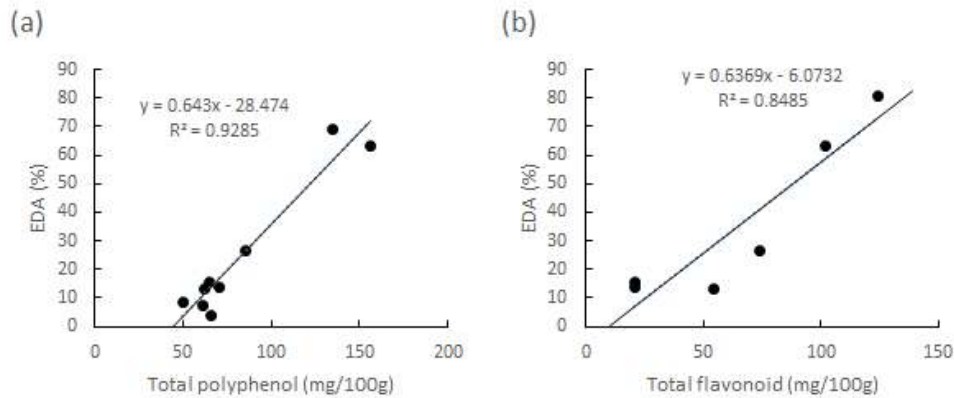 (a)
y = 0.643x - 28.474
R² = 0.9285
EDA (%)
90
80
70
60
50
40
30
20
10
0
0 50 100 150 200
Total polyphenol (mg/100g)
(b)
y = 0.6369x - 6.0732
R² = 0.8485
EDA (%)
90
80
70
60
50
40
30
20
10
0
0 50 100 150
Total flavonoid (mg/100g)